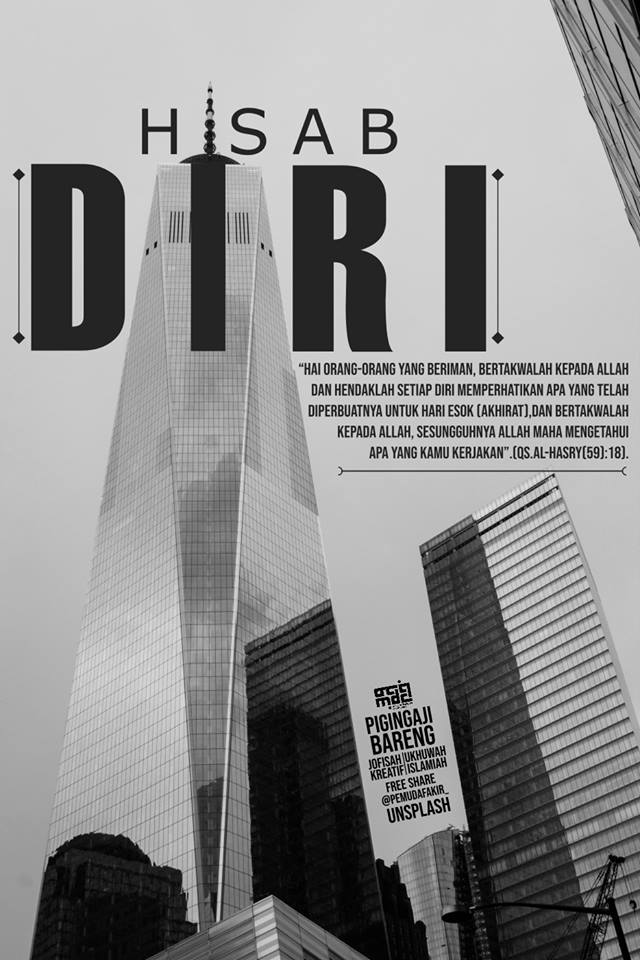 HISAB
DIRI
“HAI ORANG-ORANG YANG BERIMAN, BERTAKWALAH KEPADA ALLAH
DAN HENDAKLAH SETIAP DIRI MEMPERHATIKAN APA YANG TELAH
DIPERBUATNYA UNTUK HARI ESOK (AKHIRAT),DAN BERTAKWALAH
KEPADA ALLAH, SESUNGGUHNYA ALLAH MAHA MENGETAHUI
APA YANG KAMU KERJAKAN”.(QS.AL-HASRY(59):18).
PIGINGAJI
BARENG
JOFISAH|UKHUWAH
KREATIF|ISLAMIAH
FREE SHARE
@PEMUDAFAKIR_
UNSPLASH